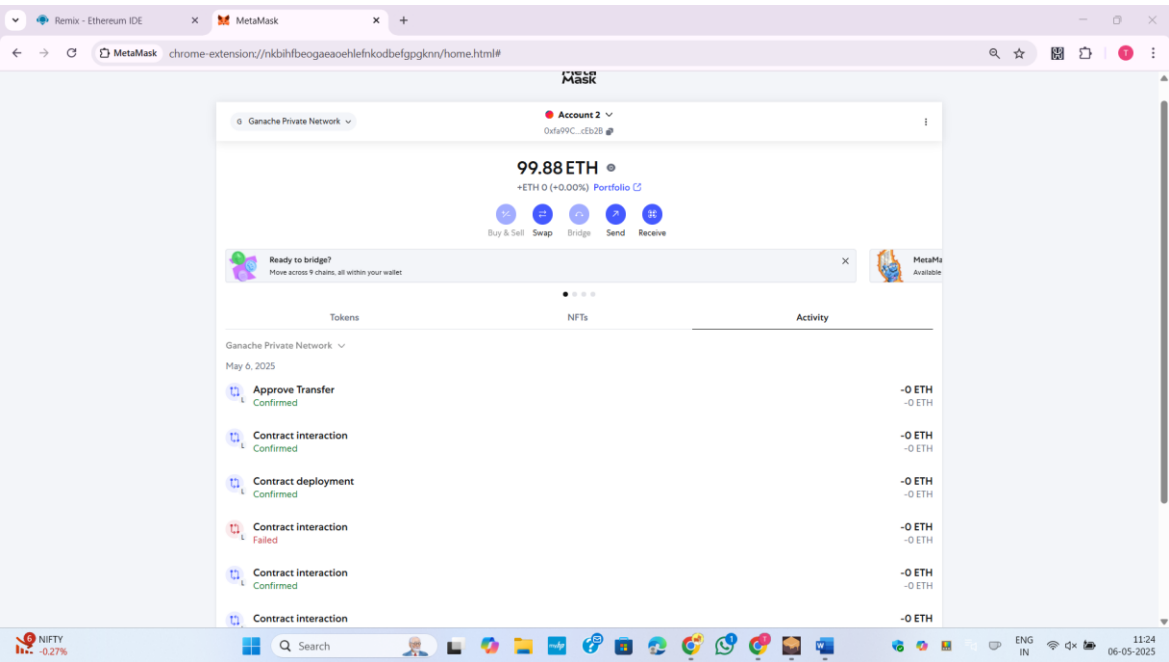 Remix - Ethereum IDE
MetaMask
MetaMask chrome-extension://nkbihfbeogaeaoehlefnkodbefgpgknn/home.html#
T
Mask
G Ganache Private Network
Account 2
0xfa99C...cEb2B
99.88 ETH
+ETH 0 (+0.00%) Portfolio
Buy & Sell Swap Bridge Send Receive
Ready to bridge?
Move across 9 chains, all within your wallet
MetaMa
Available
Tokens NFTs Activity
Ganache Private Network
May 6, 2025
Approve Transfer -0 ETH
Confirmed -0 ETH
Contract interaction -0 ETH
Confirmed -0 ETH
Contract deployment -0 ETH
Confirmed -0 ETH
Contract interaction -0 ETH
Failed -0 ETH
Contract interaction -0 ETH
Confirmed -0 ETH
Contract interaction -0 ETH
6
NIFTY
-0.27%
Search
ENG
IN
11:24
06-05-2025